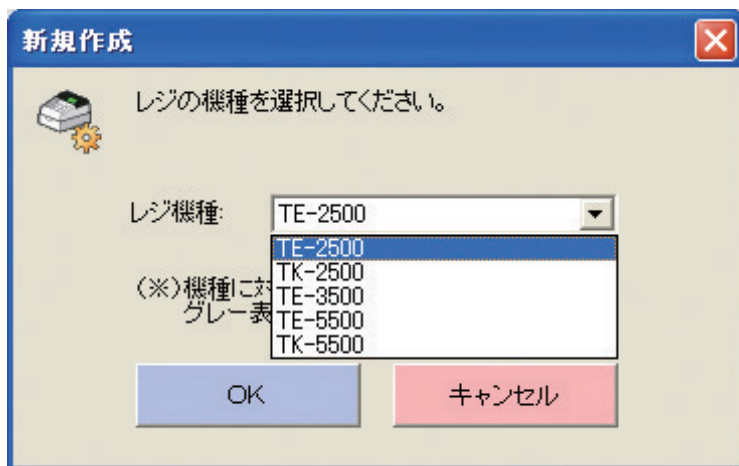 新規作成
レジの機種を選択してください。
レジ機種: TE-2500
TE-2500
TK-2500
TE-3500
TE-5500
TK-5500
(※)機種に対
グレー表
OK
キャンセル